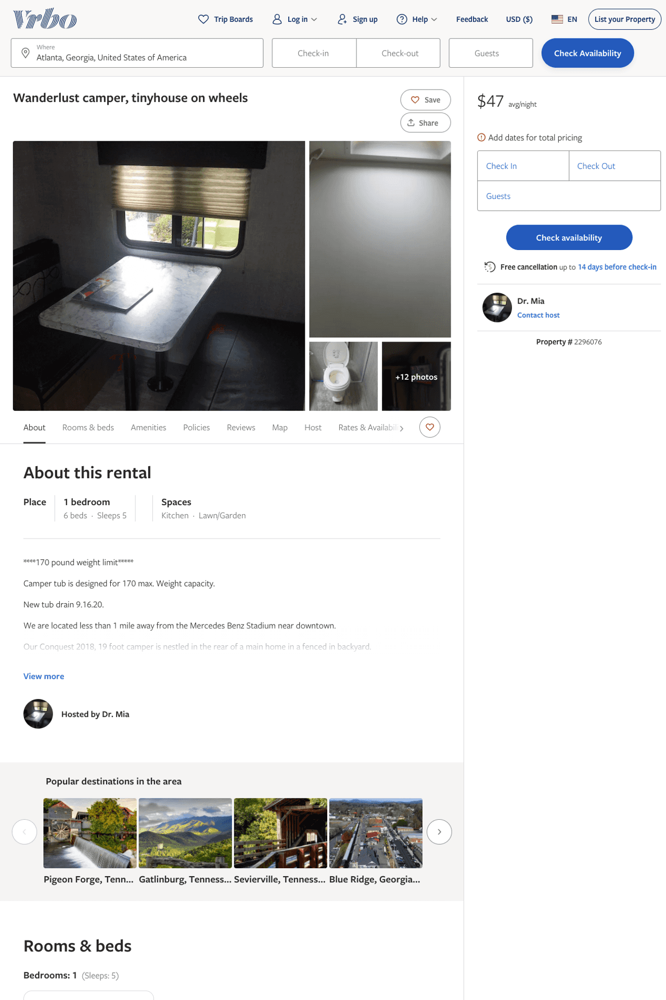 Vrbo
Trip Boards
Log in
Sign up
Help
Feedback
USD ($)
EN
List your Property
Where
Atlanta, Georgia, United States of America
Check-in
Check-out
Guests
Check Availability
Wanderlust camper, tinyhouse on wheels
Save
Share
+12 photos
$47 avg/night
Add dates for total pricing
Check In
Check Out
Guests
Check availability
Free cancellation up to 14 days before check-in
Dr. Mia
Contact host
Property # 2296076
About
Rooms & beds
Amenities
Policies
Reviews
Map
Host
Rates & Availabili
About this rental
Place
1 bedroom
6 beds · Sleeps 5
Spaces
Kitchen · Lawn/Garden
****170 pound weight limit*****
Camper tub is designed for 170 max. Weight capacity.
New tub drain 9.16.20.
We are located less than 1 mile away from the Mercedes Benz Stadium near downtown.
Our Conquest 2018, 19 foot camper is nestled in the rear of a main home in a fenced in backyard.
View more
Hosted by Dr. Mia
Popular destinations in the area
Pigeon Forge, Tenn...
Gatlinburg, Tenness...
Sevierville, Tenness...
Blue Ridge, Georgia...
Rooms & beds
Bedrooms: 1 (Sleeps: 5)